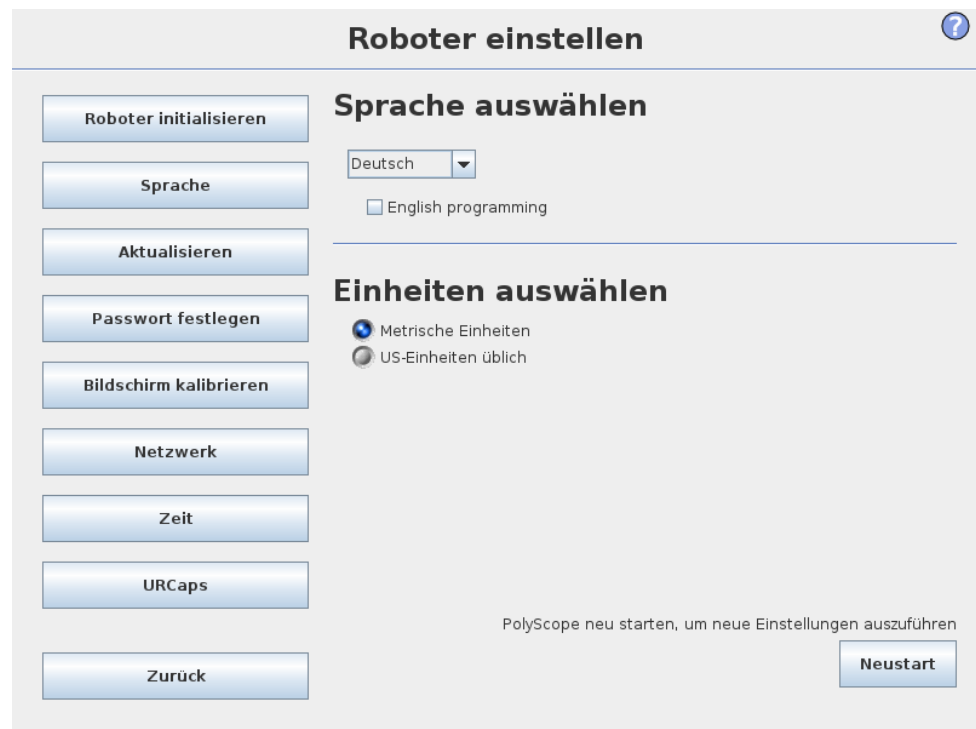 Roboter einstellen
?
Roboter initialisieren
Sprache
Aktualisieren
Passwort festlegen
Bildschirm kalibrieren
Netzwerk
Zeit
URCaps
Zurück
Sprache auswählen
Deutsch
English programming
Einheiten auswählen
Metrische Einheiten
US-Einheiten üblich
PolyScope neu starten, um neue Einstellungen auszuführen
Neustart